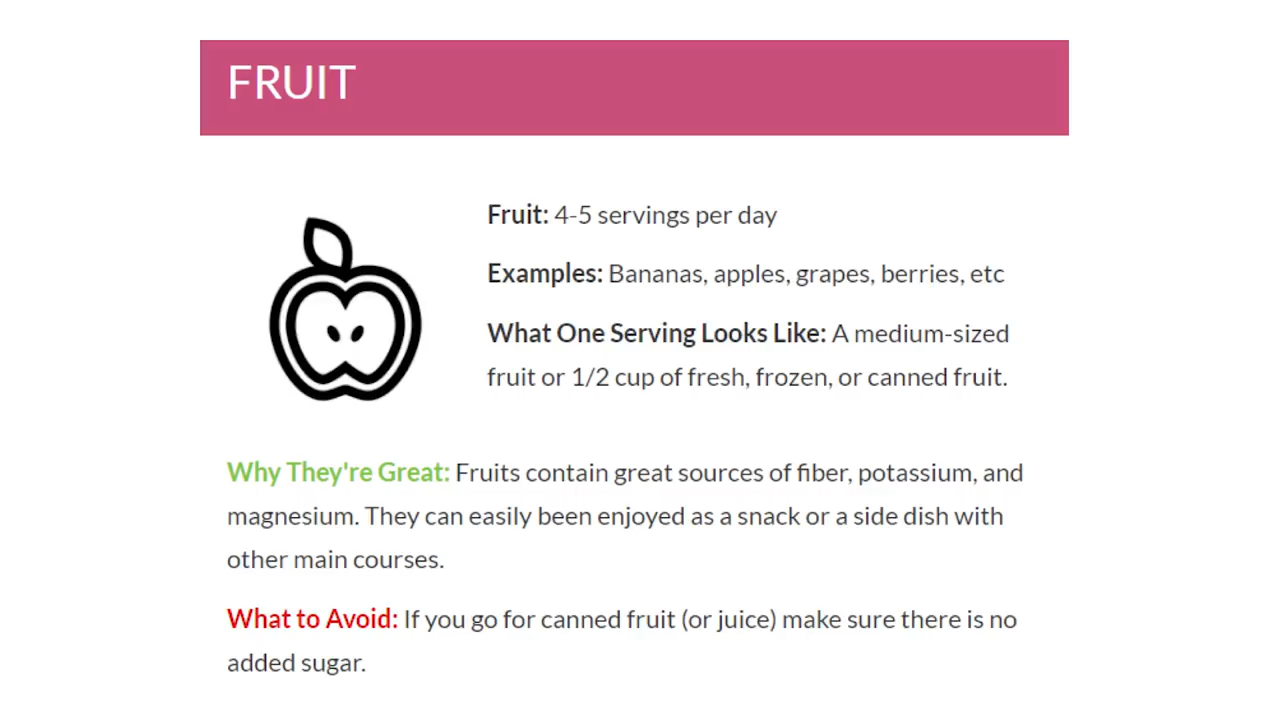 FRUIT
Fruit: 4-5 servings per day
Examples: Bananas, apples, grapes, berries, etc
What One Serving Looks Like: A medium-sized
fruit or 1/2 cup of fresh, frozen, or canned fruit.
Why They're Great: Fruits contain great sources of fiber, potassium, and
magnesium. They can easily been enjoyed as a snack or a side dish with
other main courses.
What to Avoid: If you go for canned fruit (or juice) make sure there is no
added sugar.